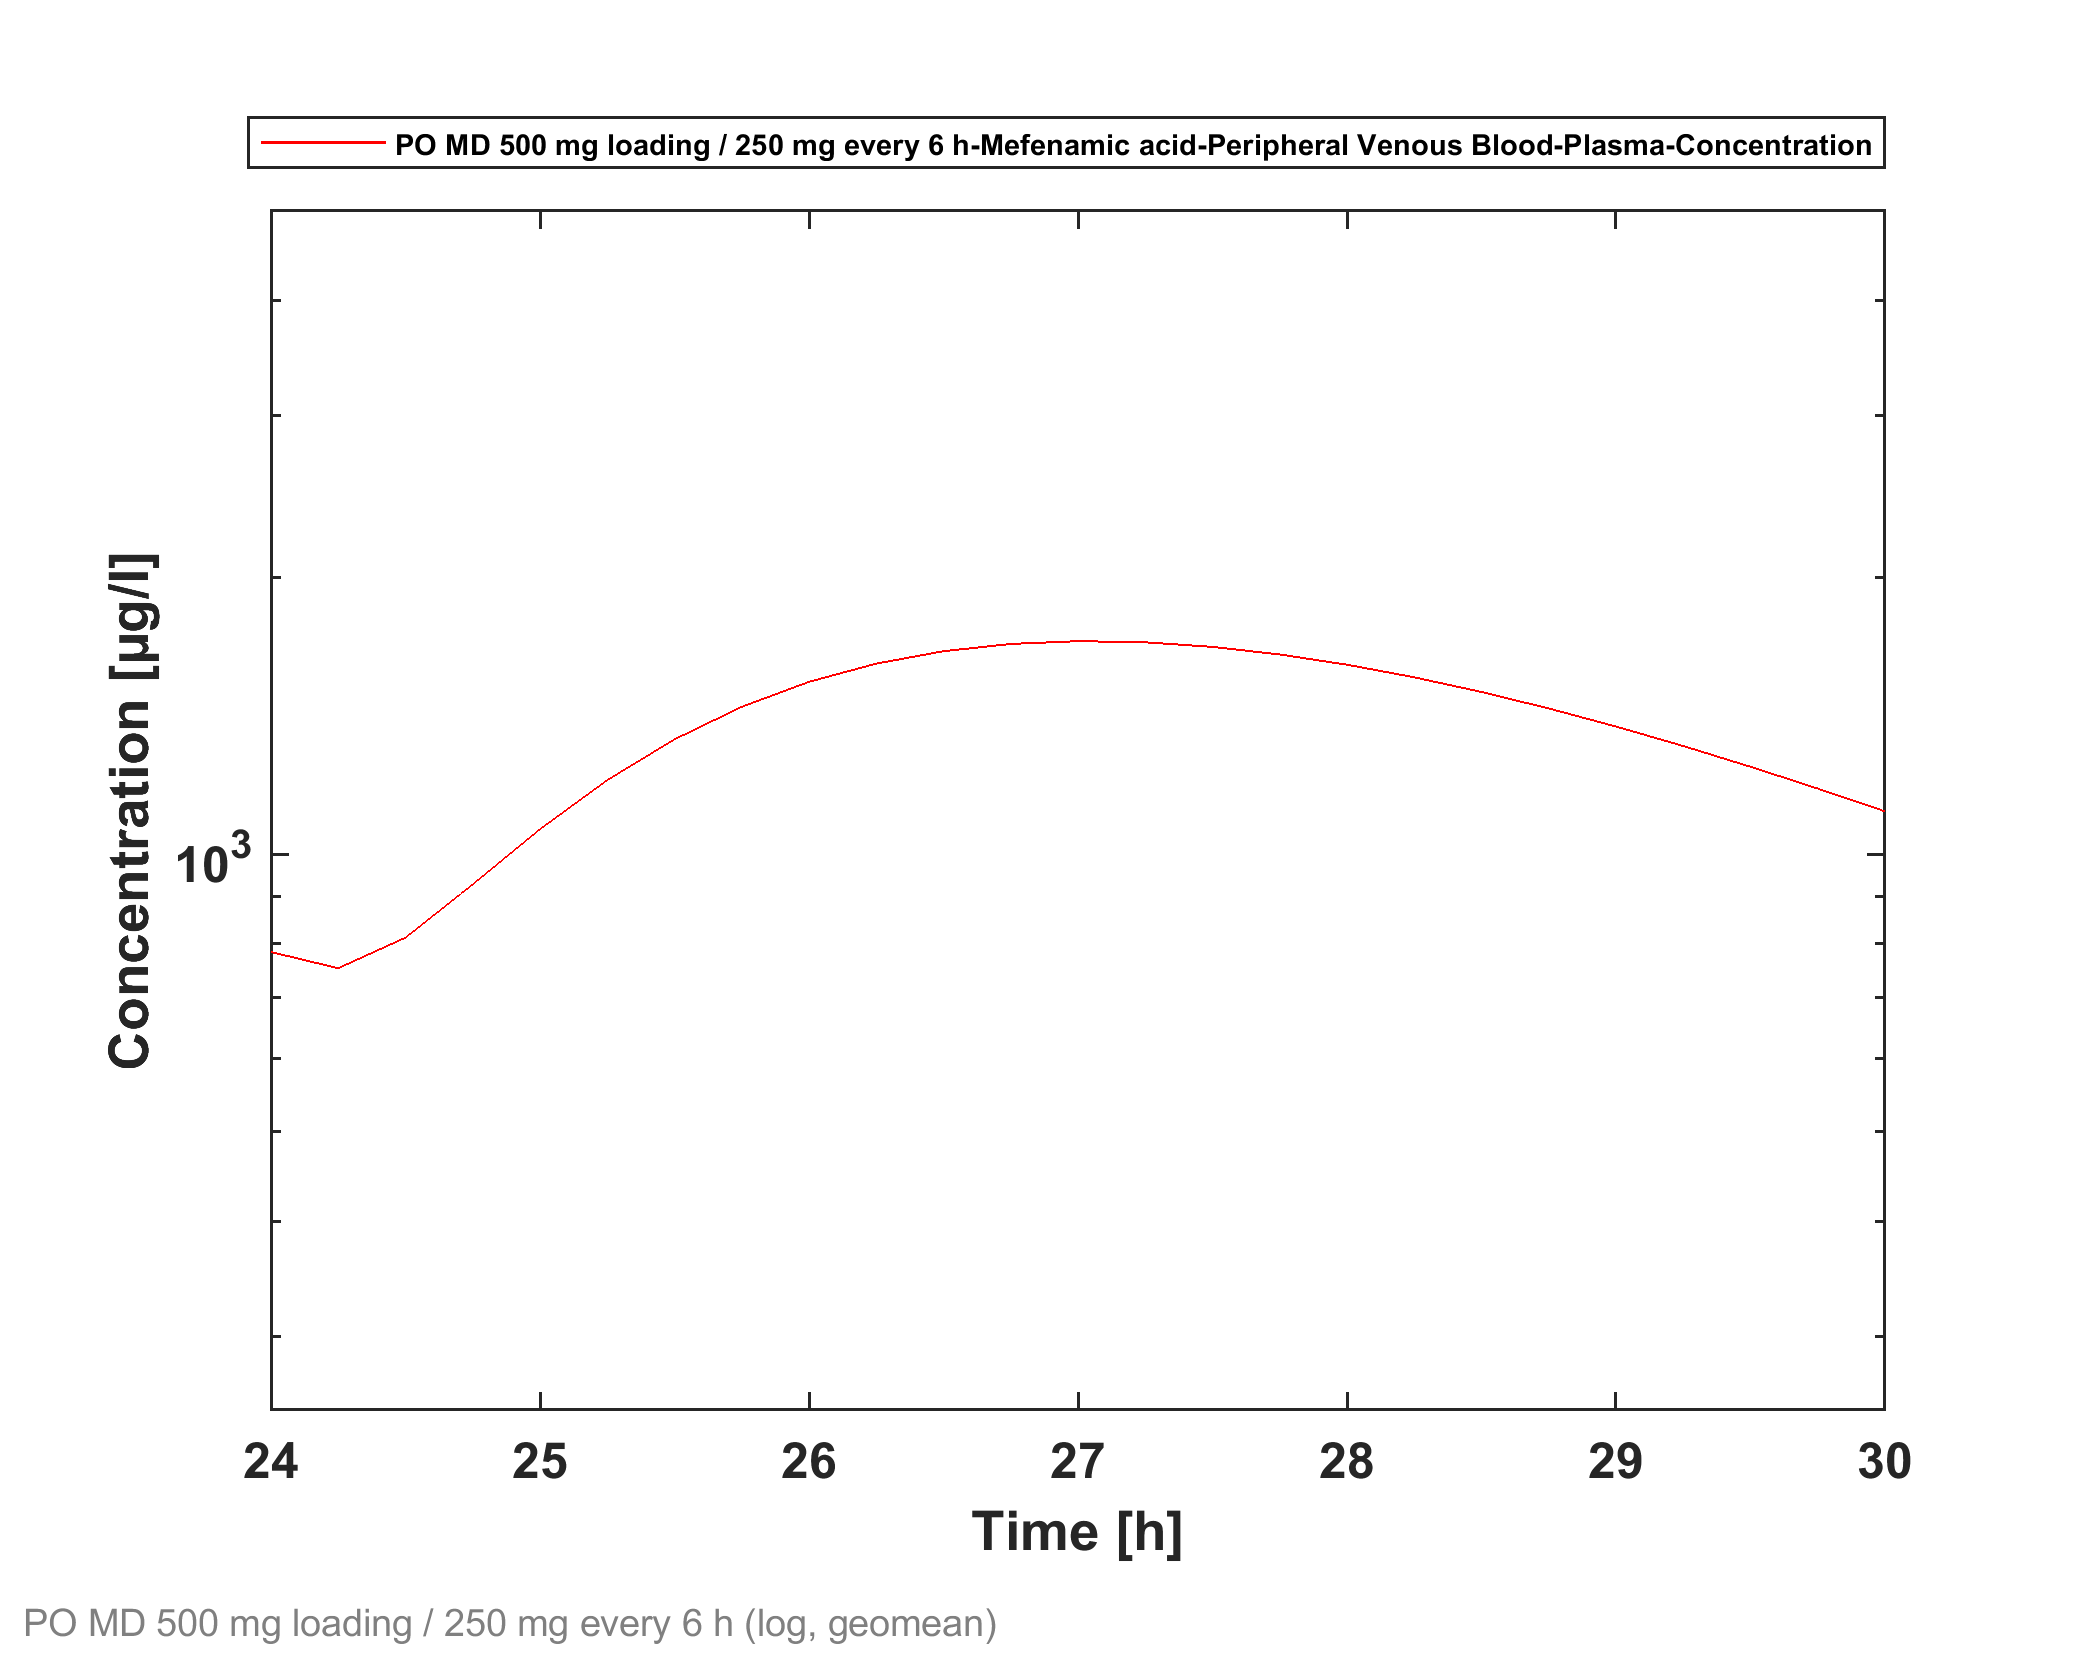 PO MD 500 mg loading / 250 mg every 6 h-Mefenamic acid-Peripheral Venous Blood-Plasma-Concentration
Concentration [µg/l]
10³
24 25 26 27 28 29 30
Time [h]
PO MD 500 mg loading / 250 mg every 6 h (log, geomean)